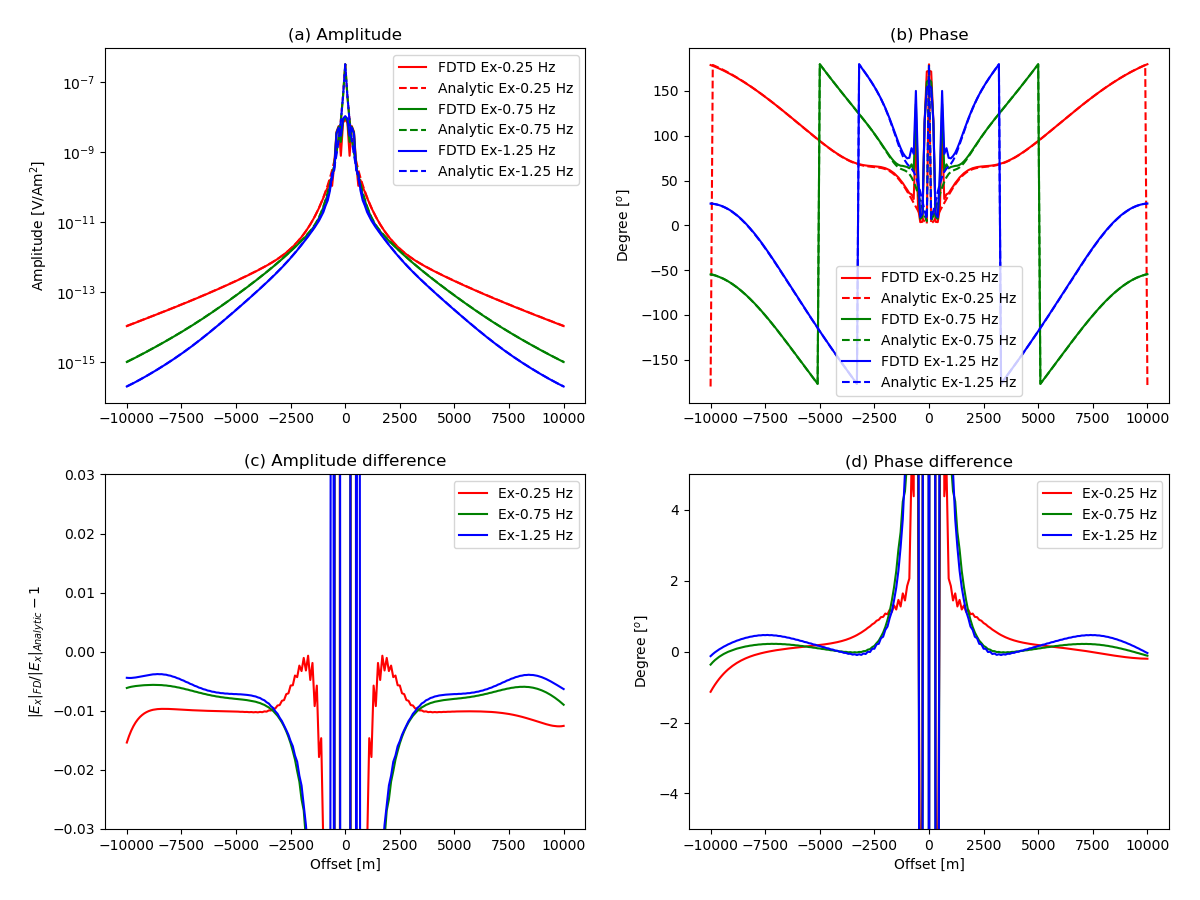 (a) Amplitude
FDTD Ex-0.25 Hz
Analytic Ex-0.25 Hz
FDTD Ex-0.75 Hz
Analytic Ex-0.75 Hz
FDTD Ex-1.25 Hz
Analytic Ex-1.25 Hz
Amplitude [V/Am²]
10⁻⁷
10⁻⁹
10⁻¹¹
10⁻¹³
10⁻¹⁵
−10000 −7500 −5000 −2500 0 2500 5000 7500 10000
(b) Phase
Degree [°]
150
100
50
0
−50
−100
−150
FDTD Ex-0.25 Hz
Analytic Ex-0.25 Hz
FDTD Ex-0.75 Hz
Analytic Ex-0.75 Hz
FDTD Ex-1.25 Hz
Analytic Ex-1.25 Hz
−10000 −7500 −5000 −2500 0 2500 5000 7500 10000
(c) Amplitude difference
Ex-0.25 Hz
Ex-0.75 Hz
Ex-1.25 Hz
|Eₓ|FD/|Eₓ|Analytic − 1
0.03
0.02
0.01
0.00
−0.01
−0.02
−0.03
−10000 −7500 −5000 −2500 0 2500 5000 7500 10000
Offset [m]
(d) Phase difference
Ex-0.25 Hz
Ex-0.75 Hz
Ex-1.25 Hz
Degree [°]
4
2
0
−2
−4
−10000 −7500 −5000 −2500 0 2500 5000 7500 10000
Offset [m]